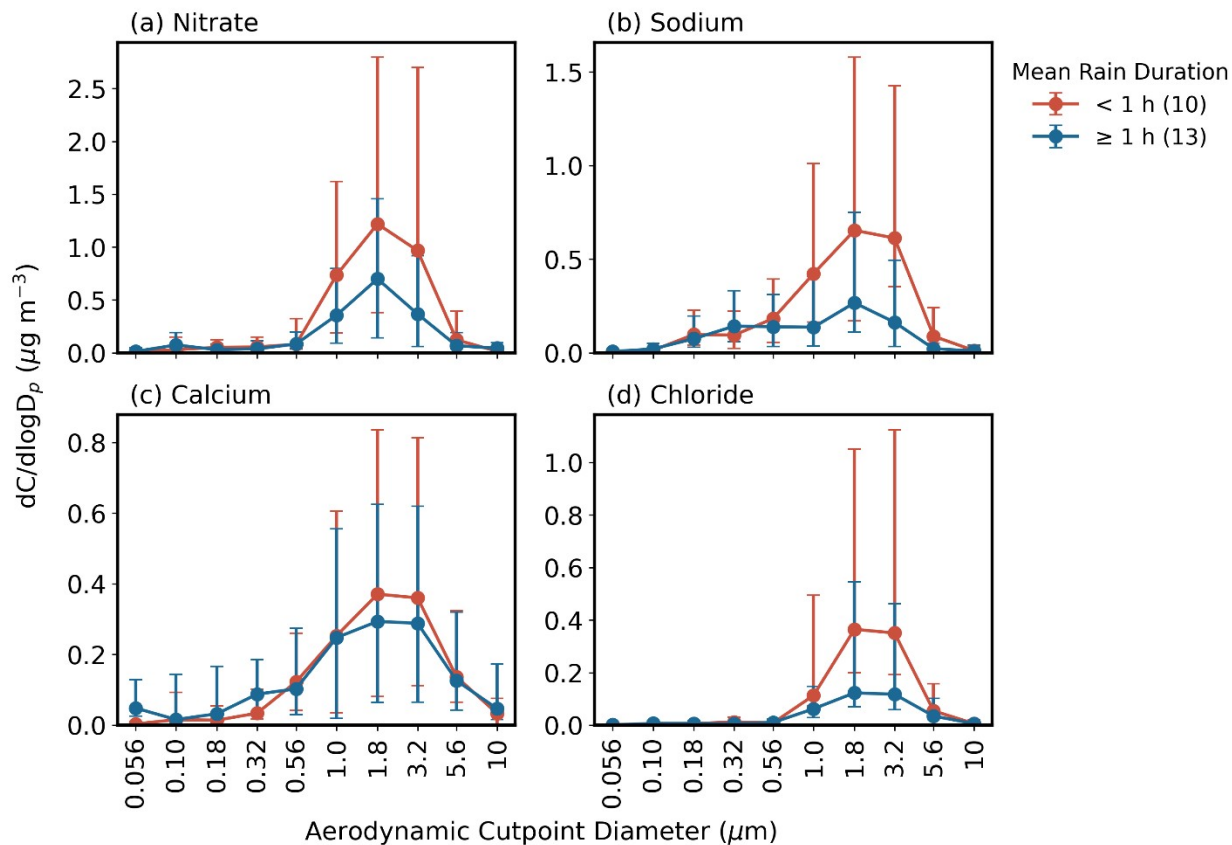 (a) Nitrate
(b) Sodium
Mean Rain Duration
< 1 h (10)
≥ 1 h (13)
2.5
2.0
1.5
1.0
0.5
0.0
1.5
1.0
0.5
0.0
dC/dlogDₚ (μg m⁻³)
(c) Calcium
(d) Chloride
0.8
0.6
0.4
0.2
0.0
1.0
0.8
0.6
0.4
0.2
0.0
0.056 0.10 0.18 0.32 0.56 1.0 1.8 3.2 5.6 10
0.056 0.10 0.18 0.32 0.56 1.0 1.8 3.2 5.6 10
Aerodynamic Cutpoint Diameter (μm)